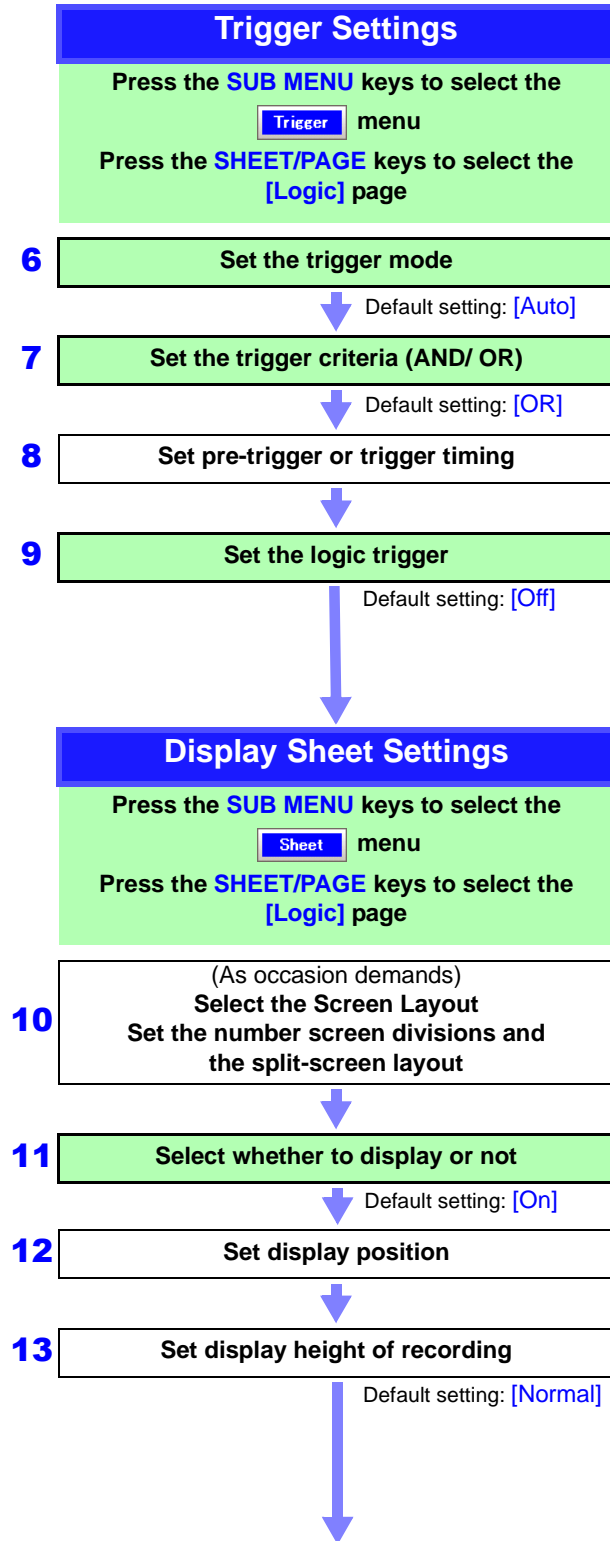 Trigger Settings
Press the SUB MENU keys to select the
Trigger menu
Press the SHEET/PAGE keys to select the
[Logic] page
6 Set the trigger mode
Default setting: [Auto]
7 Set the trigger criteria (AND/ OR)
Default setting: [OR]
8 Set pre-trigger or trigger timing
9 Set the logic trigger
Default setting: [Off]
Display Sheet Settings
Press the SUB MENU keys to select the
Sheet menu
Press the SHEET/PAGE keys to select the
[Logic] page
(As occasion demands)
10 Select the Screen Layout
Set the number screen divisions and
the split-screen layout
11 Select whether to display or not
Default setting: [On]
12 Set display position
13 Set display height of recording
Default setting: [Normal]